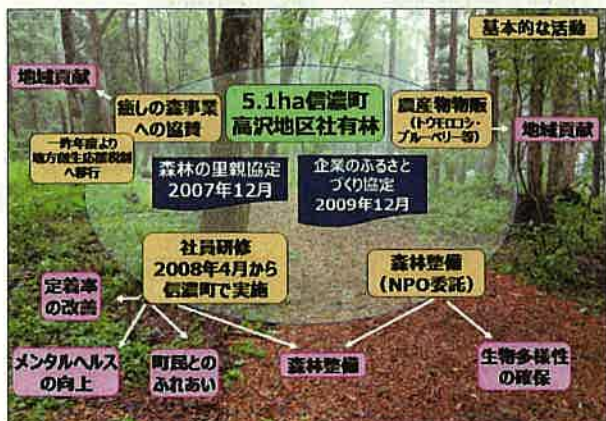 基本的な活動
地域貢献
癒しの森事業
への協賛
一昨年前より
地方創生応援税制
へ移行
5.1ha信濃町
高沢地区社有林
農産物物販
(トウモロコシ・
ブルーベリー等)
地域貢献
森林の里親協定
2007年12月
企業のふるさと
づくり協定
2009年12月
社員研修
2008年4月から
信濃町で実施
森林整備
(NPO委託)
定着率
の改善
メンタルヘルス
の向上
町民との
ふれあい
森林整備
生物多様性
の確保